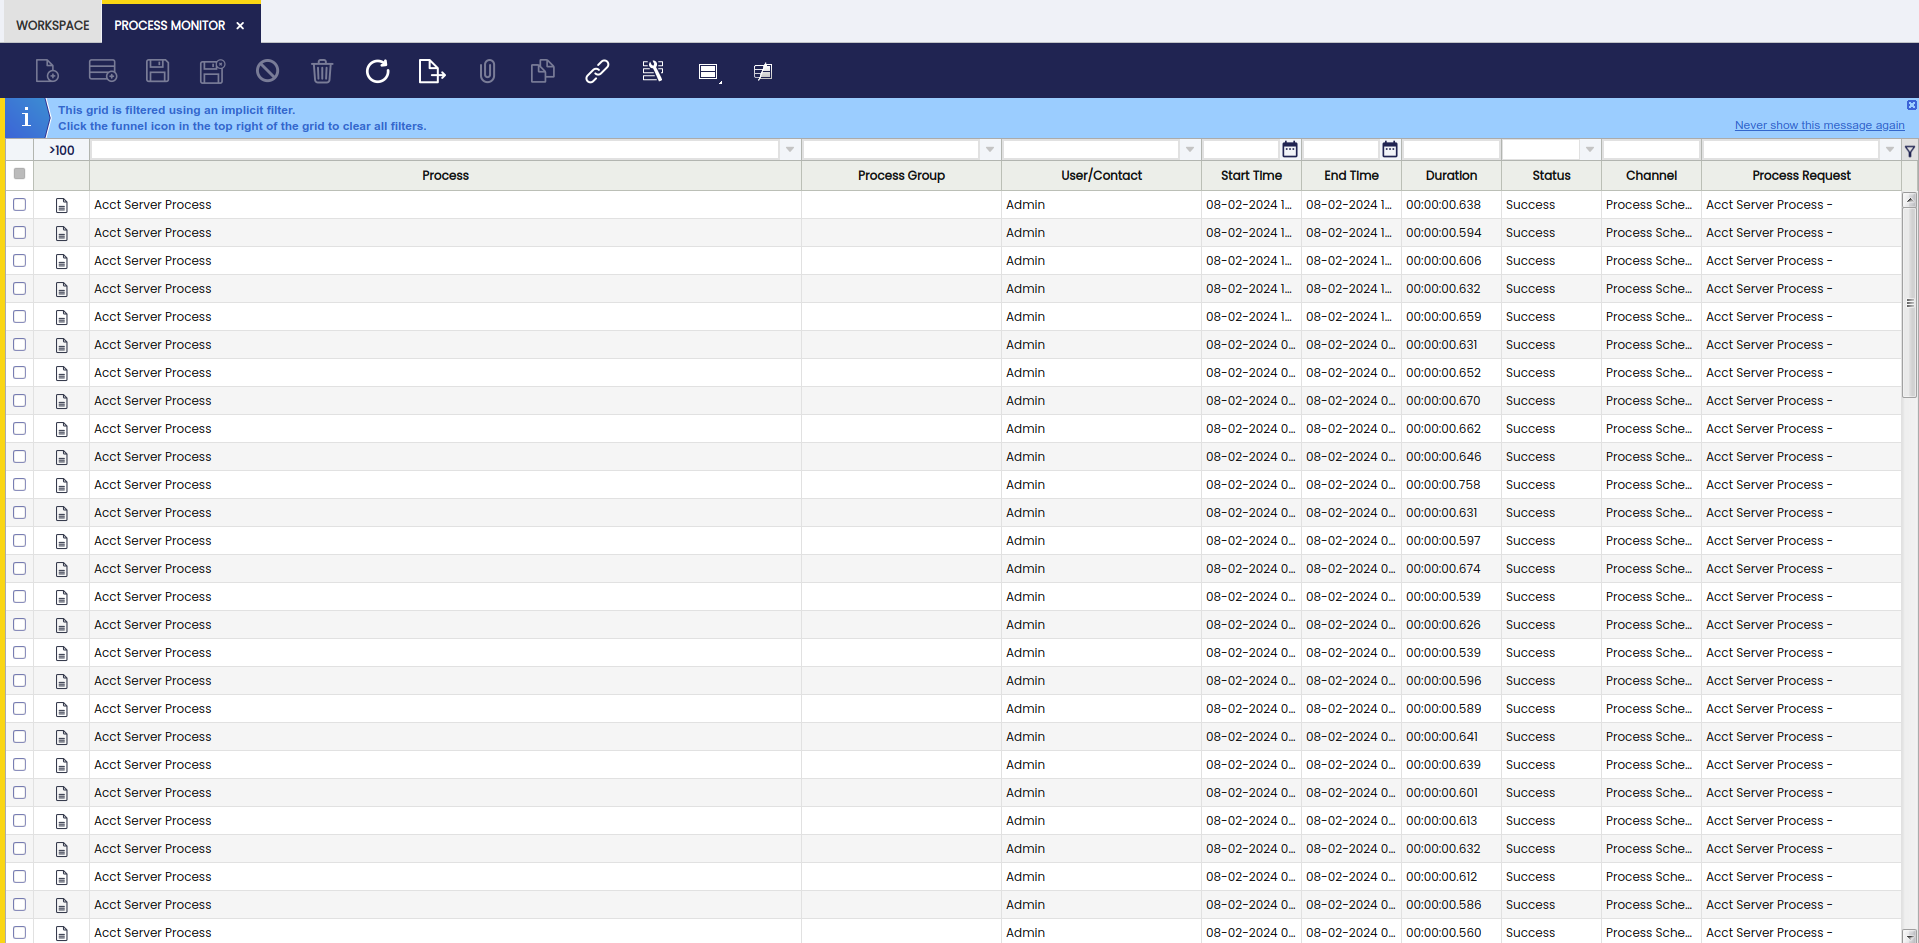 WORKSPACE PROCESS MONITOR
This grid is filtered using an implicit filter.
Click the funnel icon in the top right of the grid to clear all filters.
Never show this message again
>100
Process Process Group User/Contact Start Time End Time Duration Status Channel Process Request
Acct Server Process Admin 08-02-2024 1... 08-02-2024 1... 00:00:00.638 Success Process Sche... Acct Server Process -
Acct Server Process Admin 08-02-2024 1... 08-02-2024 1... 00:00:00.594 Success Process Sche... Acct Server Process -
Acct Server Process Admin 08-02-2024 1... 08-02-2024 1... 00:00:00.606 Success Process Sche... Acct Server Process -
Acct Server Process Admin 08-02-2024 1... 08-02-2024 1... 00:00:00.632 Success Process Sche... Acct Server Process -
Acct Server Process Admin 08-02-2024 1... 08-02-2024 1... 00:00:00.659 Success Process Sche... Acct Server Process -
Acct Server Process Admin 08-02-2024 0... 08-02-2024 0... 00:00:00.631 Success Process Sche... Acct Server Process -
Acct Server Process Admin 08-02-2024 0... 08-02-2024 0... 00:00:00.652 Success Process Sche... Acct Server Process -
Acct Server Process Admin 08-02-2024 0... 08-02-2024 0... 00:00:00.670 Success Process Sche... Acct Server Process -
Acct Server Process Admin 08-02-2024 0... 08-02-2024 0... 00:00:00.662 Success Process Sche... Acct Server Process -
Acct Server Process Admin 08-02-2024 0... 08-02-2024 0... 00:00:00.646 Success Process Sche... Acct Server Process -
Acct Server Process Admin 08-02-2024 0... 08-02-2024 0... 00:00:00.758 Success Process Sche... Acct Server Process -
Acct Server Process Admin 08-02-2024 0... 08-02-2024 0... 00:00:00.631 Success Process Sche... Acct Server Process -
Acct Server Process Admin 08-02-2024 0... 08-02-2024 0... 00:00:00.597 Success Process Sche... Acct Server Process -
Acct Server Process Admin 08-02-2024 0... 08-02-2024 0... 00:00:00.674 Success Process Sche... Acct Server Process -
Acct Server Process Admin 08-02-2024 0... 08-02-2024 0... 00:00:00.539 Success Process Sche... Acct Server Process -
Acct Server Process Admin 08-02-2024 0... 08-02-2024 0... 00:00:00.626 Success Process Sche... Acct Server Process -
Acct Server Process Admin 08-02-2024 0... 08-02-2024 0... 00:00:00.539 Success Process Sche... Acct Server Process -
Acct Server Process Admin 08-02-2024 0... 08-02-2024 0... 00:00:00.596 Success Process Sche... Acct Server Process -
Acct Server Process Admin 08-02-2024 0... 08-02-2024 0... 00:00:00.589 Success Process Sche... Acct Server Process -
Acct Server Process Admin 08-02-2024 0... 08-02-2024 0... 00:00:00.641 Success Process Sche... Acct Server Process -
Acct Server Process Admin 08-02-2024 0... 08-02-2024 0... 00:00:00.639 Success Process Sche... Acct Server Process -
Acct Server Process Admin 08-02-2024 0... 08-02-2024 0... 00:00:00.601 Success Process Sche... Acct Server Process -
Acct Server Process Admin 08-02-2024 0... 08-02-2024 0... 00:00:00.613 Success Process Sche... Acct Server Process -
Acct Server Process Admin 08-02-2024 0... 08-02-2024 0... 00:00:00.632 Success Process Sche... Acct Server Process -
Acct Server Process Admin 08-02-2024 0... 08-02-2024 0... 00:00:00.612 Success Process Sche... Acct Server Process -
Acct Server Process Admin 08-02-2024 0... 08-02-2024 0... 00:00:00.586 Success Process Sche... Acct Server Process -
Acct Server Process Admin 08-02-2024 0... 08-02-2024 0... 00:00:00.560 Success Process Sche... Acct Server Process -